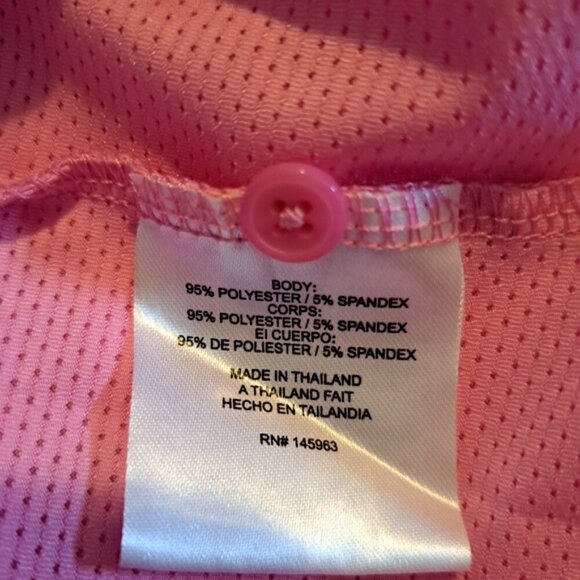 BODY:
95% POLYESTER / 5% SPANDEX
CORPS:
95% POLYESTER / 5% SPANDEX
EI CUERPO:
95% DE POLIESTER / 5% SPANDEX
MADE IN THAILAND
A THAILAND FAIT
HECHO EN TAILANDIA
RN# 145963